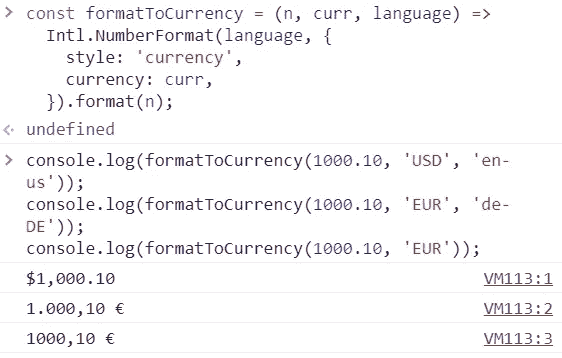 > const formatToCurrency = (n, curr, language) =>
    Intl.NumberFormat(language, {
      style: 'currency',
      currency: curr,
    }).format(n);
undefined
> console.log(formatToCurrency(1000.10, 'USD', 'en-
us'));
console.log(formatToCurrency(1000.10, 'EUR', 'de-
DE'));
console.log(formatToCurrency(1000.10, 'EUR'));
$1,000.10 VM113:1
1.000,10 € VM113:2
1000,10 € VM113:3